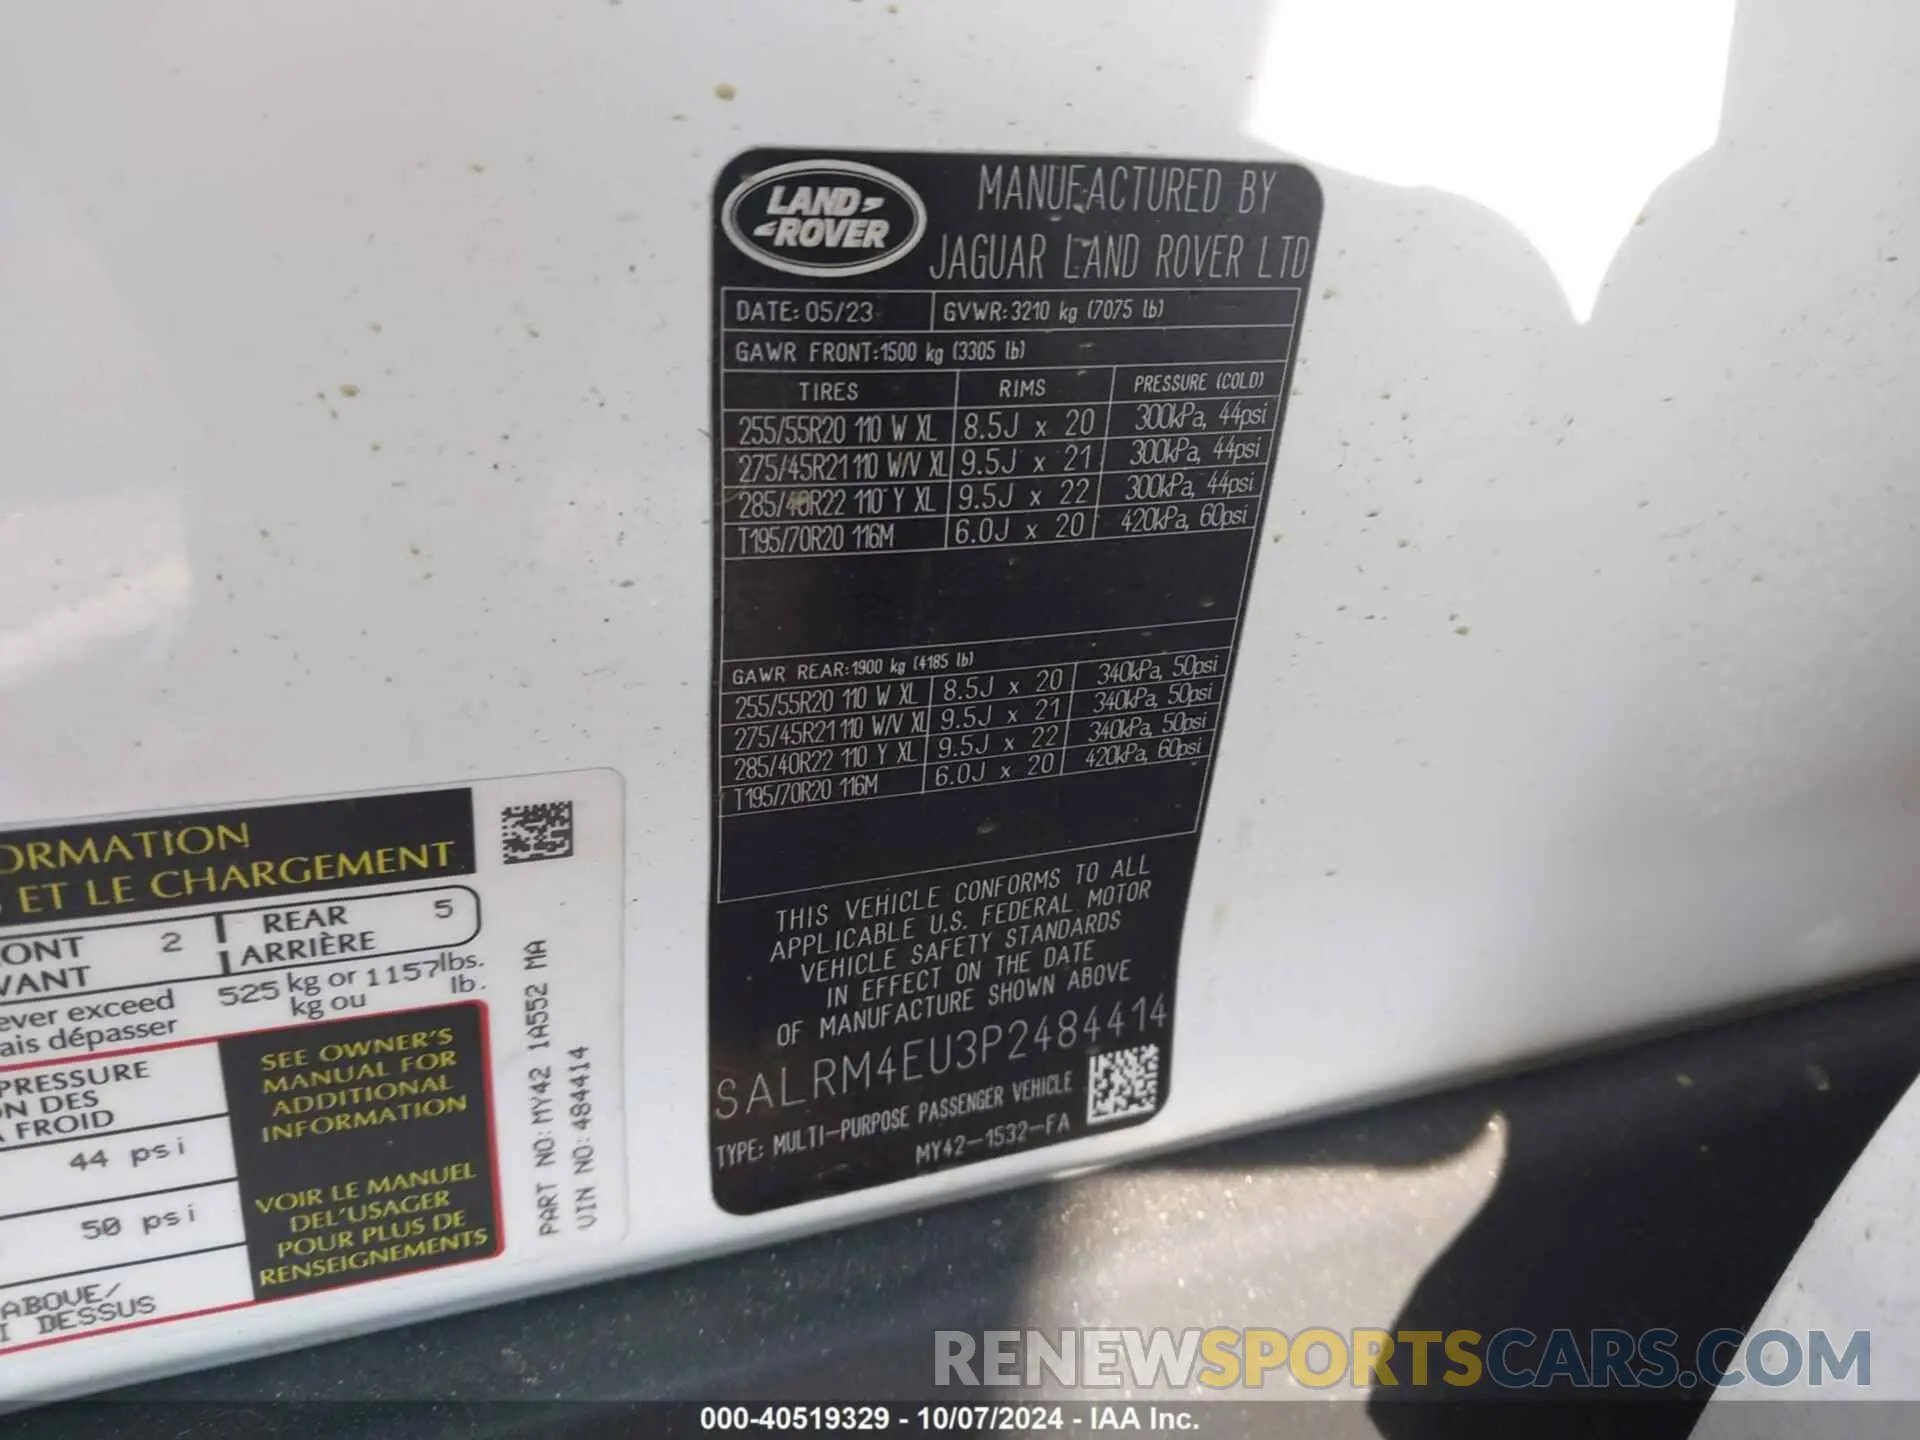 LAND
ROVER
MANUFACTURED BY
JAGUAR LAND ROVER LTD
DATE: 05/23 GVWR: 3210 kg (7075 lb)
GAWR FRONT: 1500 kg (3305 lb)
TIRES RIMS PRESSURE (COLD)
255/55R20 110 W XL 8.5J x 20 300kPa, 44psi
275/45R21 110 W/V XL 9.5J x 21 300kPa, 44psi
285/40R22 110 Y XL 9.5J x 22 300kPa, 44psi
T195/70R20 116M 6.0J x 20 420kPa, 60psi
GAWR REAR: 1900 kg (4185 lb)
255/55R20 110 W XL 8.5J x 20 340kPa, 50psi
275/45R21 110 W/V XL 9.5J x 21 340kPa, 50psi
285/40R22 110 Y XL 9.5J x 22 340kPa, 50psi
T195/70R20 116M 6.0J x 20 420kPa, 60psi
THIS VEHICLE CONFORMS TO ALL
APPLICABLE U.S. FEDERAL MOTOR
VEHICLE SAFETY STANDARDS
IN EFFECT ON THE DATE
OF MANUFACTURE SHOWN ABOVE
SALRM4EU3P2484414
TYPE: MULTI-PURPOSE PASSENGER VEHICLE
MY42-1532-FA
ORMATION
ET LE CHARGEMENT
ONT 2 REAR 5
VANT ARRIÈRE
ever exceed 525 kg or 1157 lbs.
ais dépasser kg ou lb.
PRESSURE
ON DES
À FROID
44 psi
50 psi
ABOVE/
I DESSUS
SEE OWNER'S
MANUAL FOR
ADDITIONAL
INFORMATION
VOIR LE MANUEL
DEL'USAGER
POUR PLUS DE
RENSEIGNEMENTS
PART NO: MY42 1A552 MA
VIN NO: 484414
RENEWSPORTSCARS.COM
000-40519329 - 10/07/2024 - IAA Inc.